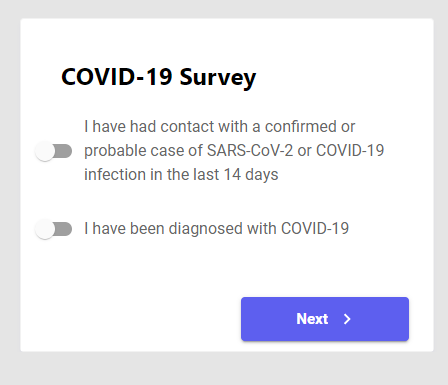 COVID-19 Survey
I have had contact with a confirmed or
probable case of SARS-CoV-2 or COVID-19
infection in the last 14 days
I have been diagnosed with COVID-19
Next